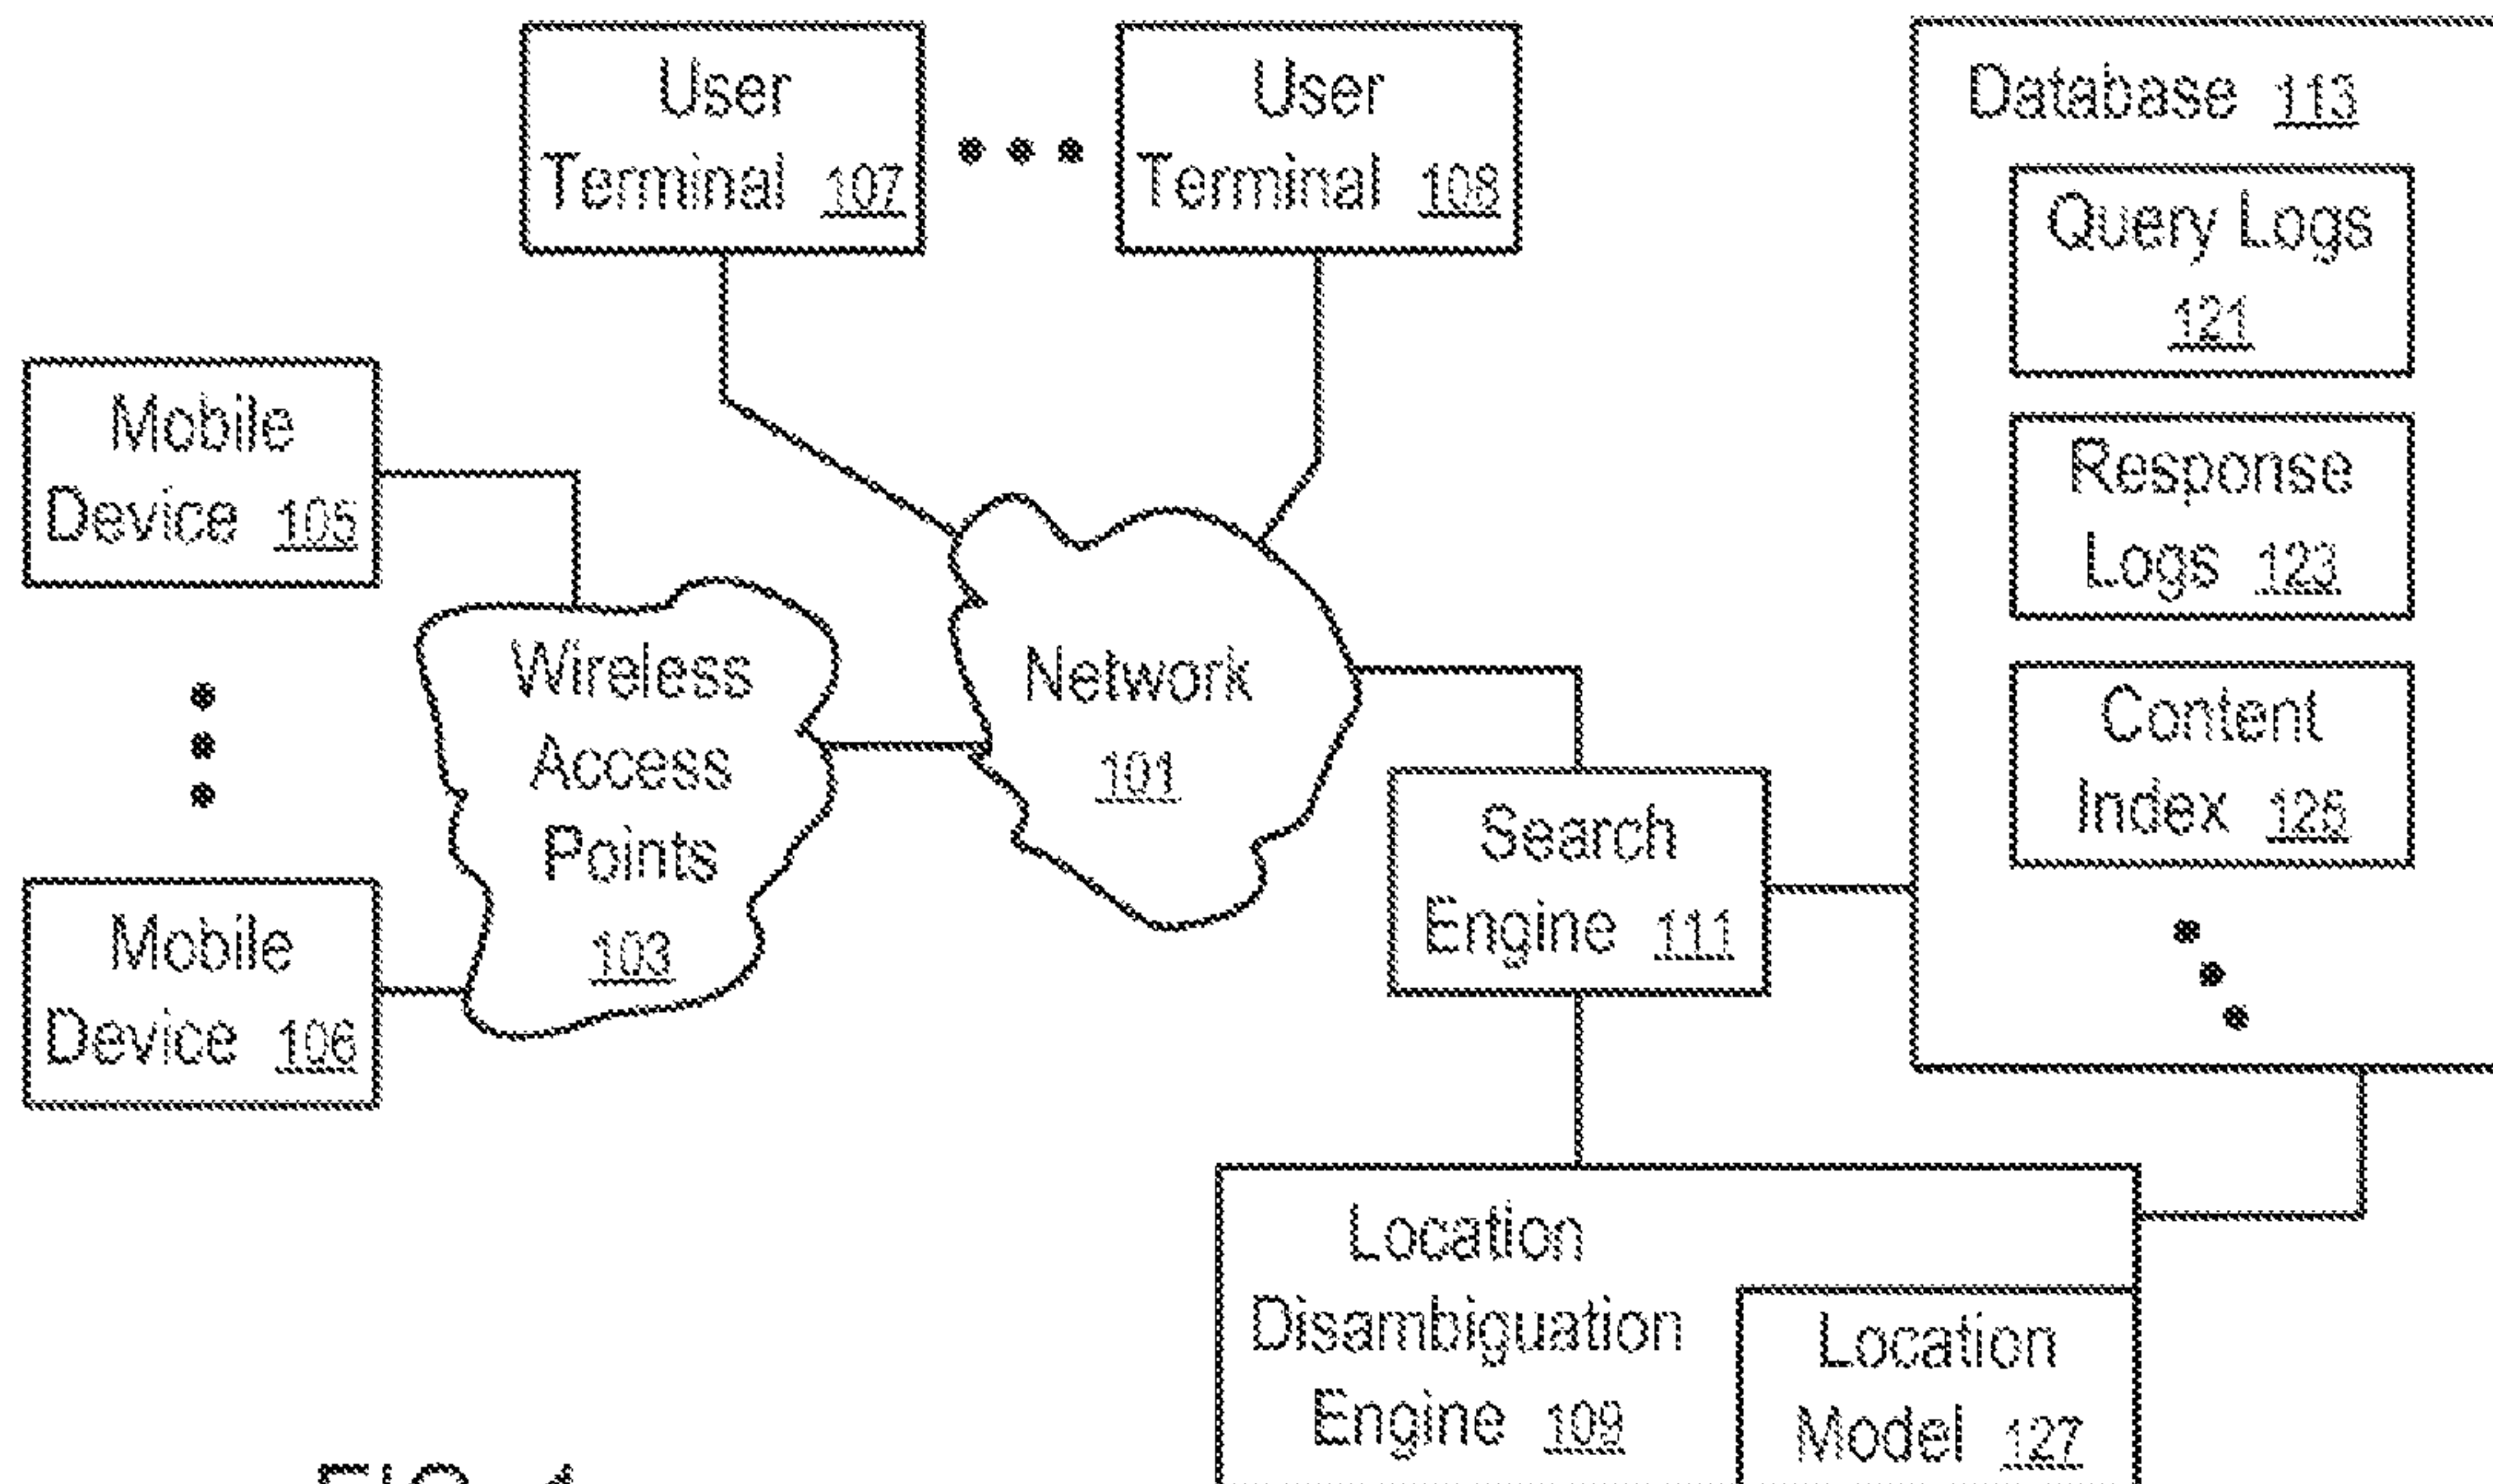 User
Terminal 107
User
Terminal 108
Database 113
Query Logs
121
Response
Logs 123
Content
Index 125
Mobile
Device 105
Mobile
Device 106
Wireless
Access
Points
103
Network
101
Search
Engine 111
Location
Disambiguation
Engine 109
Location
Model 127
FIG. 1